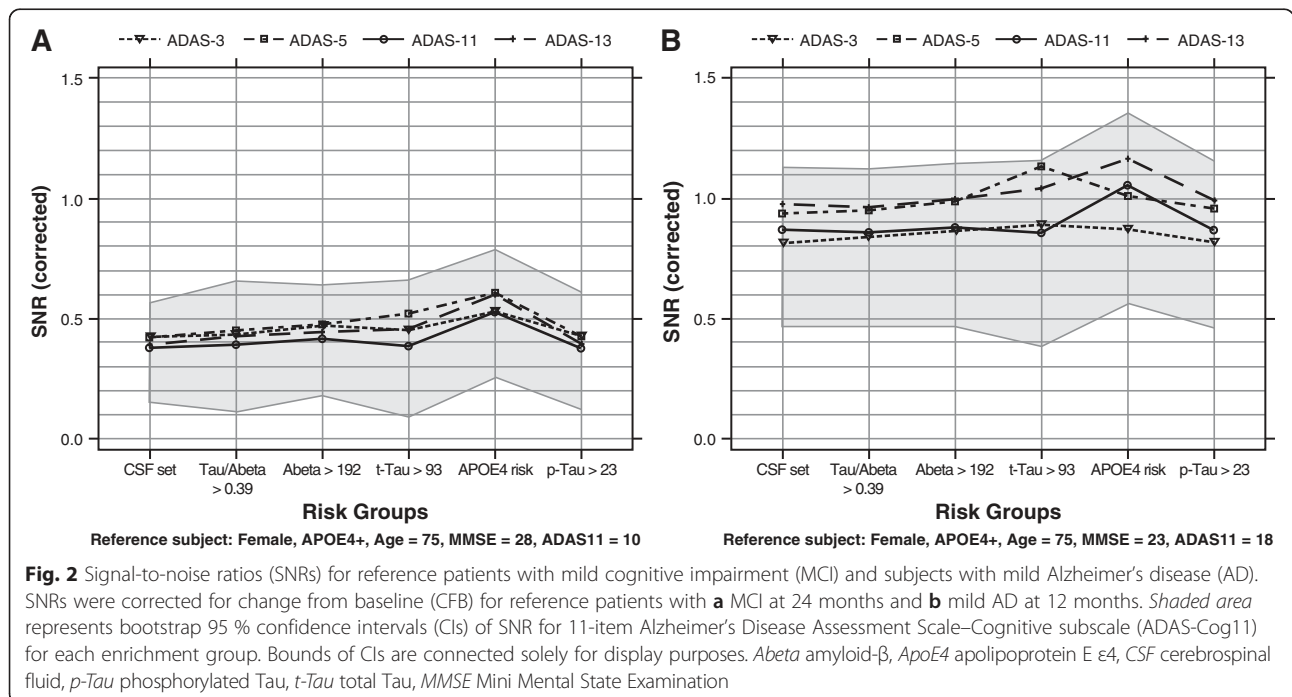 A
ADAS-3 ADAS-5 ADAS-11 ADAS-13
1.5
1.0
0.5
0.0
SNR (corrected)
CSF set Tau/Abeta Abeta > 192 t-Tau > 93 APOE4 risk p-Tau > 23
> 0.39
Risk Groups
Reference subject: Female, APOE4+, Age = 75, MMSE = 28, ADAS11 = 10
B
ADAS-3 ADAS-5 ADAS-11 ADAS-13
1.5
1.0
0.5
0.0
SNR (corrected)
CSF set Tau/Abeta Abeta > 192 t-Tau > 93 APOE4 risk p-Tau > 23
> 0.39
Risk Groups
Reference subject: Female, APOE4+, Age = 75, MMSE = 23, ADAS11 = 18
Fig. 2 Signal-to-noise ratios (SNRs) for reference patients with mild cognitive impairment (MCI) and subjects with mild Alzheimer's disease (AD).
SNRs were corrected for change from baseline (CFB) for reference patients with a MCI at 24 months and b mild AD at 12 months. Shaded area
represents bootstrap 95 % confidence intervals (CIs) of SNR for 11-item Alzheimer's Disease Assessment Scale–Cognitive subscale (ADAS-Cog11)
for each enrichment group. Bounds of CIs are connected solely for display purposes. Abeta amyloid-β, ApoE4 apolipoprotein E ε4, CSF cerebrospinal
fluid, p-Tau phosphorylated Tau, t-Tau total Tau, MMSE Mini Mental State Examination